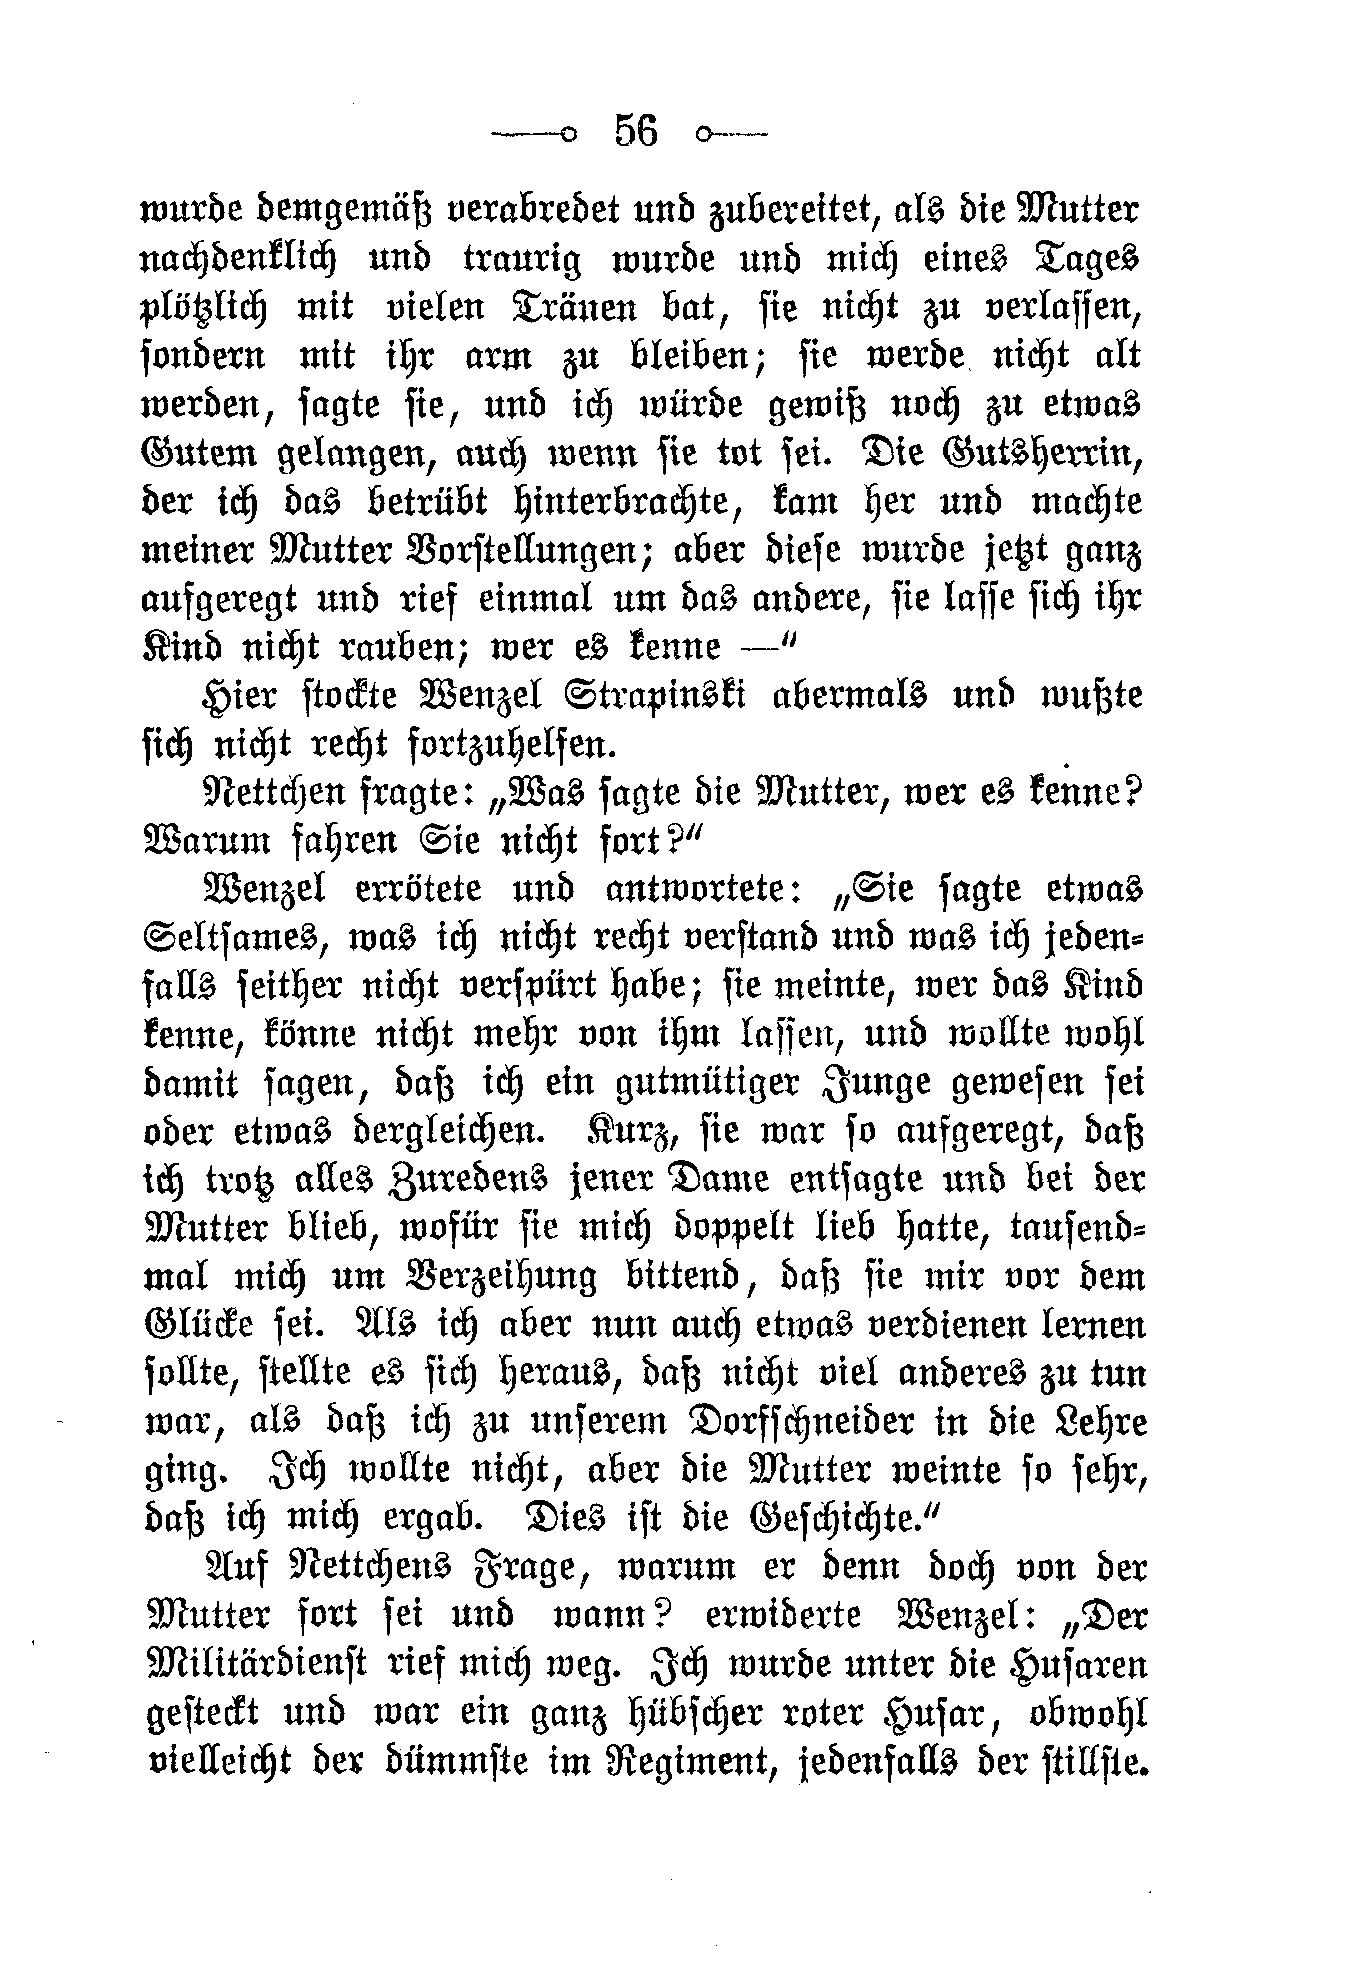 56
wurde demgemäß verabredet und zubereitet, als die Mutter
nachdenklich und traurig wurde und mich eines Tages
plötzlich mit vielen Tränen bat, sie nicht zu verlassen,
sondern mit ihr arm zu bleiben; sie werde nicht alt
werden, sagte sie, und ich würde gewiß noch zu etwas
Gutem gelangen, auch wenn sie tot sei. Die Gutsherrin,
der ich das betrübt hinterbrachte, kam her und machte
meiner Mutter Vorstellungen; aber diese wurde jetzt ganz
aufgeregt und rief einmal um das andere, sie lasse sich ihr
Kind nicht rauben; wer es kenne —“
Hier stockte Wenzel Strapinski abermals und wußte
sich nicht recht fortzuhelfen.
Nettchen fragte: „Was sagte die Mutter, wer es kenne?
Warum fahren Sie nicht fort?“
Wenzel errötete und antwortete: „Sie sagte etwas
Seltsames, was ich nicht recht verstand und was ich jeden-
falls seither nicht verspürt habe; sie meinte, wer das Kind
kenne, könne nicht mehr von ihm lassen, und wollte wohl
damit sagen, daß ich ein gutmütiger Junge gewesen sei
oder etwas dergleichen. Kurz, sie war so aufgeregt, daß
ich trotz alles Zuredens jener Dame entsagte und bei der
Mutter blieb, wofür sie mich doppelt lieb hatte, tausend-
mal mich um Verzeihung bittend, daß sie mir vor dem
Glücke sei. Als ich aber nun auch etwas verdienen lernen
sollte, stellte es sich heraus, daß nicht viel anderes zu tun
war, als daß ich zu unserem Dorfschneider in die Lehre
ging. Ich wollte nicht, aber die Mutter weinte so sehr,
daß ich mich ergab. Dies ist die Geschichte.“
Auf Nettchens Frage, warum er denn doch von der
Mutter fort sei und wann? erwiderte Wenzel: „Der
Militärdienst rief mich weg. Ich wurde unter die Husaren
gesteckt und war ein ganz hübscher roter Husar, obwohl
vielleicht der dümmste im Regiment, jedenfalls der stillste.